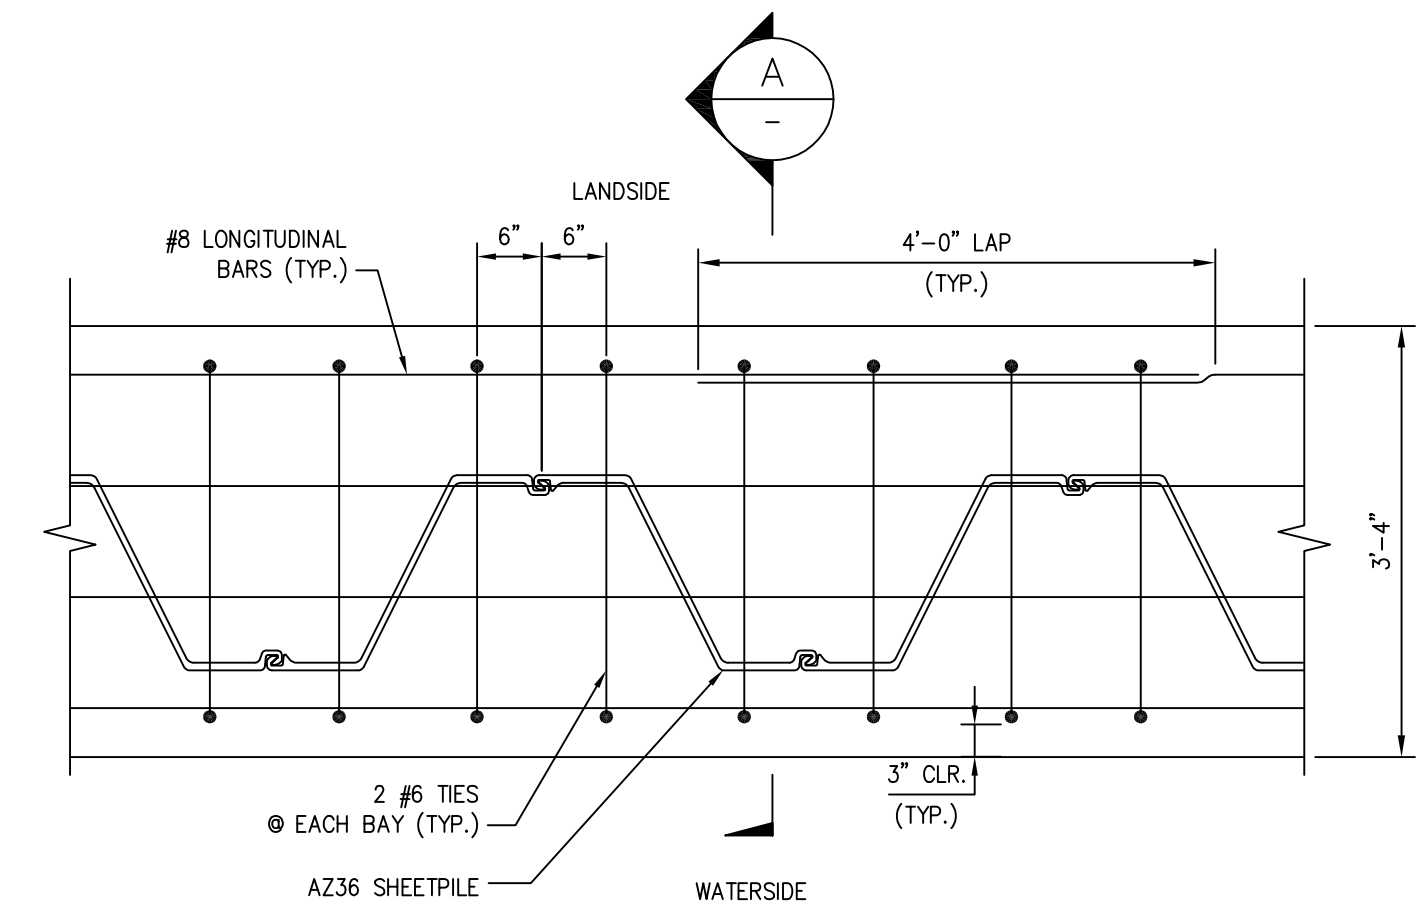 A
-
LANDSIDE
#8 LONGITUDINAL
BARS (TYP.)
6"
6"
4'-0" LAP
(TYP.)
3'-4"
3" CLR.
(TYP.)
2 #6 TIES
@ EACH BAY (TYP.)
AZ36 SHEETPILE
WATERSIDE